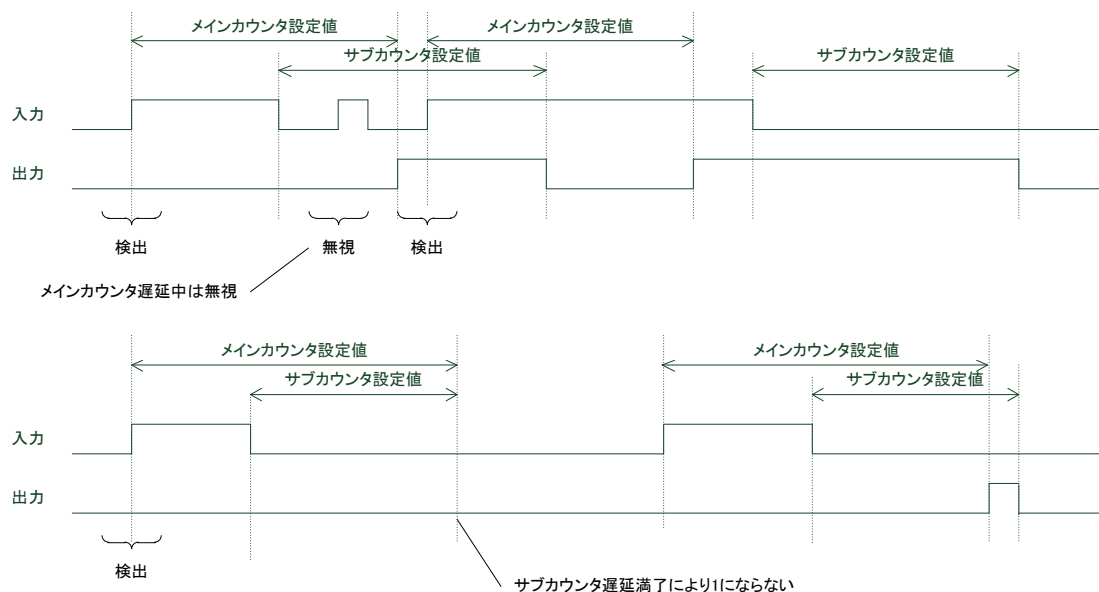 メインカウンタ設定値
メインカウンタ設定値
サブカウンタ設定値
サブカウンタ設定値
入力
出力
検出
無視
検出
メインカウンタ遅延中は無視
メインカウンタ設定値
メインカウンタ設定値
サブカウンタ設定値
サブカウンタ設定値
入力
出力
検出
サブカウンタ遅延満了により1にならない